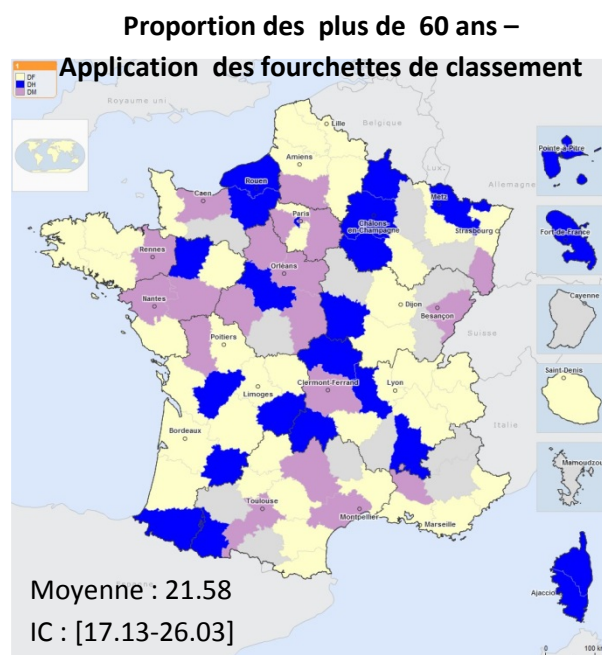 Proportion des plus de 60 ans –
Application des fourchettes de classement
DF
DH
DM
Royaume uni
Belgique
Lille
Amiens
Lux.
Allemagne
Pointe-à-Pitre
Rouen
Caen
Metz
Paris
Châlons-
en-Champagne
Strasbourg
Fort-de-France
Rennes
Orléans
Cayenne
Nantes
Dijon
Besançon
Suisse
Poitiers
Saint-Denis
Clermont-Ferrand
Lyon
Limoges
Italie
Bordeaux
Mamoudzou
Toulouse
Montpellier
Marseille
Ajaccio
Moyenne : 21.58
IC : [17.13-26.03]
0 100 km